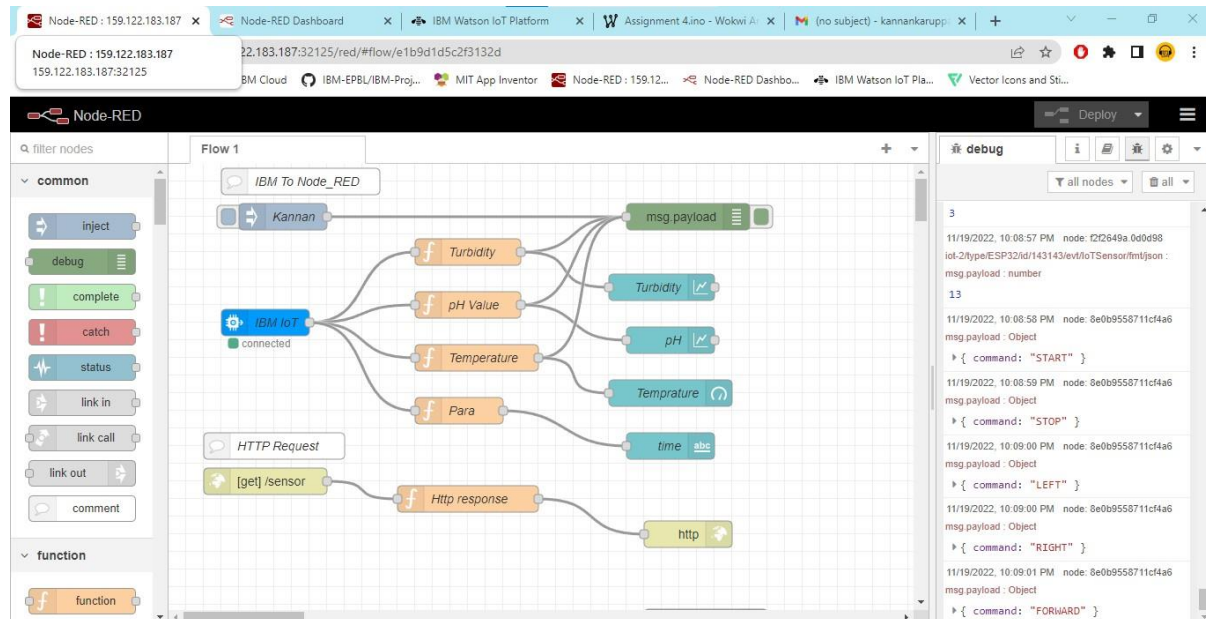 Node-RED : 159.122.183.187
Node-RED Dashboard
IBM Watson IoT Platform
Assignment 4.ino - Wokwi Ar
(no subject) - kannankarupp
Node-RED : 159.122.183.187
159.122.183.187:32125
22.183.187:32125/red/#flow/e1b9d1d5c2f3132d
BM Cloud
IBM-EPBL/IBM-Proj...
MIT App Inventor
Node-RED : 159.12...
Node-RED Dashbo...
IBM Watson IoT Pla...
Vector Icons and Sti...
Node-RED
Deploy
filter nodes
common
inject
debug
complete
catch
status
link in
link call
link out
comment
function
function
Flow 1
IBM To Node_RED
Kannan
msg.payload
Turbidity
Turbidity
pH Value
IBM IoT
connected
pH
Temperature
Temprature
Para
HTTP Request
time
abc
[get] /sensor
Http response
http
debug
i
all nodes
all
3
11/19/2022, 10:08:57 PM node: f2f2649a.0d0d98
iot-2/type/ESP32/id/143143/evt/IoTSensor/fmt/json :
msg.payload : number
13
11/19/2022, 10:08:58 PM node: 8e0b9558711cf4a6
msg.payload : Object
{ command: "START" }
11/19/2022, 10:08:59 PM node: 8e0b9558711cf4a6
msg.payload : Object
{ command: "STOP" }
11/19/2022, 10:09:00 PM node: 8e0b9558711cf4a6
msg.payload : Object
{ command: "LEFT" }
11/19/2022, 10:09:00 PM node: 8e0b9558711cf4a6
msg.payload : Object
{ command: "RIGHT" }
11/19/2022, 10:09:01 PM node: 8e0b9558711cf4a6
msg.payload : Object
{ command: "FORWARD" }